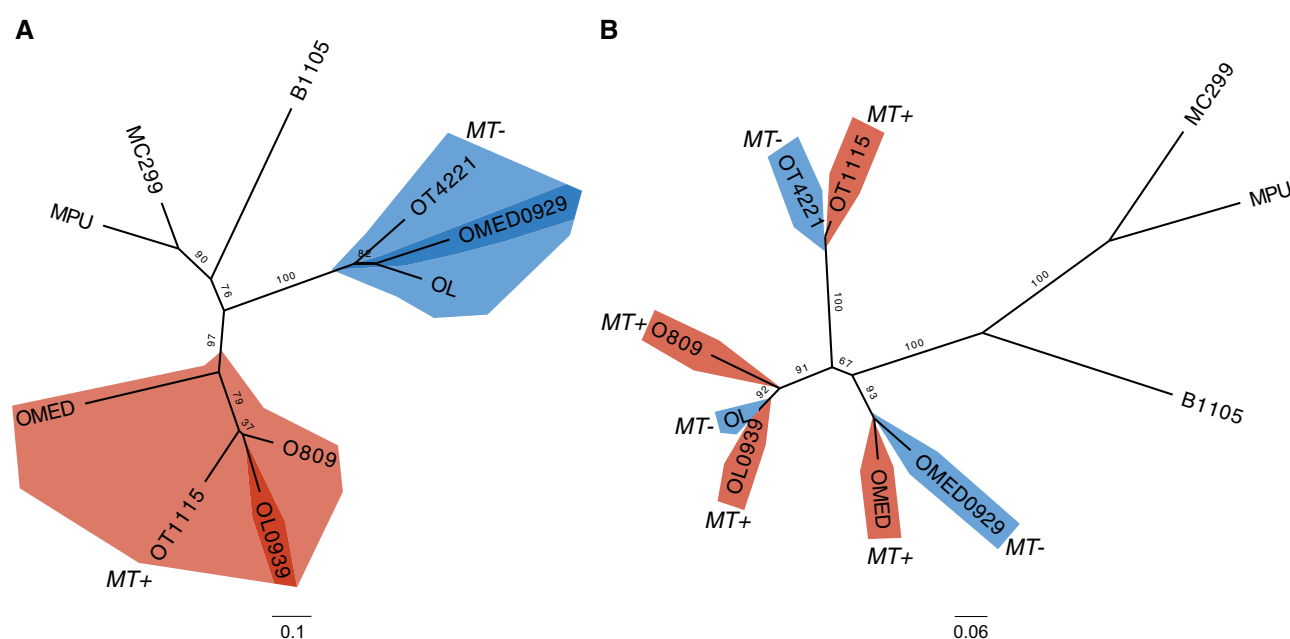 A
B1105
MC299
MPU
90
76
100
MT-
OT4221
82
OMED0929
OL
97
OMED
79
37
O809
OT1115
OL0939
MT+
0.1
B
MC299
MPU
100
B1105
100
MT-
OT4221
MT+
OT1115
100
MT+
O809
91
67
92
93
MT-
OL
OL0939
MT+
OMED
MT+
OMED0929
MT-
0.06